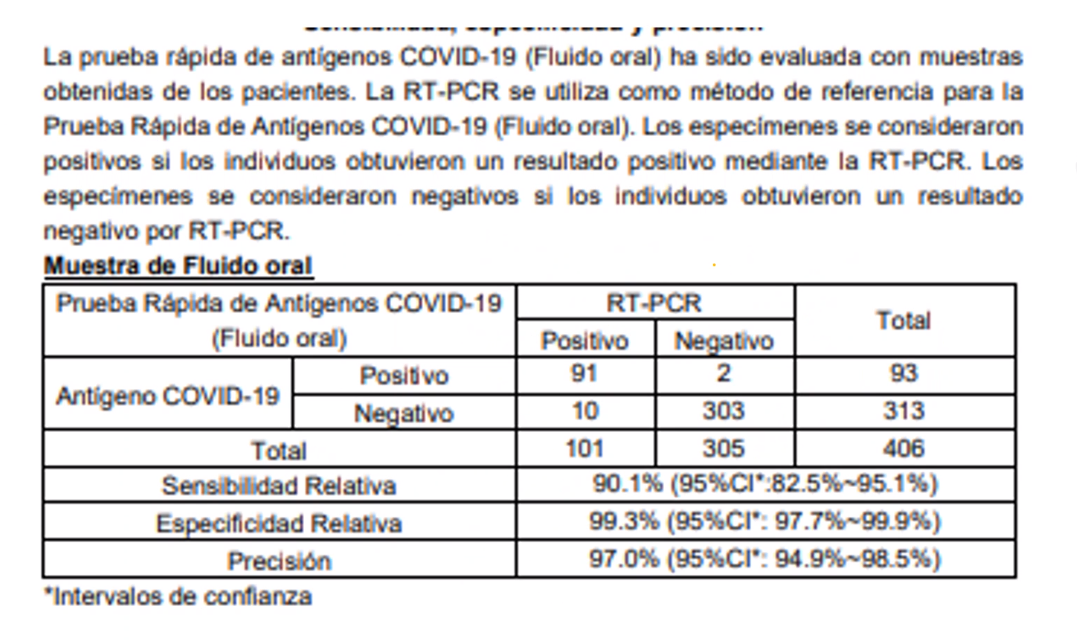 Sensibilidad, especificidad y precisión
La prueba rápida de antígenos COVID-19 (Fluido oral) ha sido evaluada con muestras
obtenidas de los pacientes. La RT-PCR se utiliza como método de referencia para la
Prueba Rápida de Antígenos COVID-19 (Fluido oral). Los especímenes se consideraron
positivos si los individuos obtuvieron un resultado positivo mediante la RT-PCR. Los
especímenes se consideraron negativos si los individuos obtuvieron un resultado
negativo por RT-PCR.
Muestra de Fluido oral
Prueba Rápida de Antígenos COVID-19 RT-PCR Total
(Fluido oral) Positivo Negativo
Antígeno COVID-19 Positivo 91 2 93
Negativo 10 303 313
Total 101 305 406
Sensibilidad Relativa 90.1% (95%CI*:82.5%~95.1%)
Especificidad Relativa 99.3% (95%CI*: 97.7%~99.9%)
Precisión 97.0% (95%CI*: 94.9%~98.5%)
*Intervalos de confianza